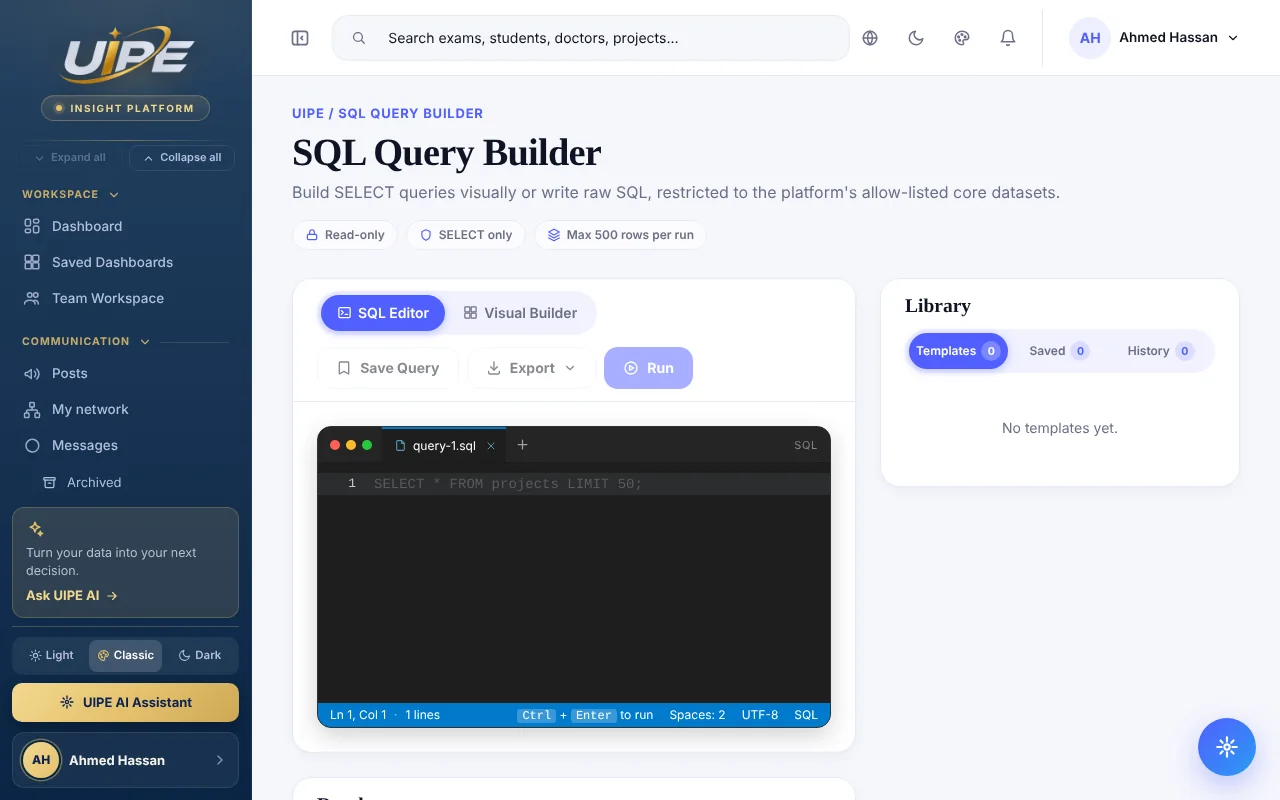 UIPE
INSIGHT PLATFORM
Expand all
Collapse all
WORKSPACE
Dashboard
Saved Dashboards
Team Workspace
COMMUNICATION
Posts
My network
Messages
Archived
Turn your data into your next
decision.
Ask UIPE AI →
Light
Classic
Dark
UIPE AI Assistant
AH
Ahmed Hassan
Search exams, students, doctors, projects...
AH
Ahmed Hassan
UIPE / SQL QUERY BUILDER
SQL Query Builder
Build SELECT queries visually or write raw SQL, restricted to the platform's allow-listed core datasets.
Read-only
SELECT only
Max 500 rows per run
SQL Editor
Visual Builder
Save Query
Export
Run
query-1.sql
SQL
1 SELECT * FROM projects LIMIT 50;
Ln 1, Col 1 · 1 lines
Ctrl + Enter to run
Spaces: 2
UTF-8
SQL
Library
Templates 0
Saved 0
History 0
No templates yet.